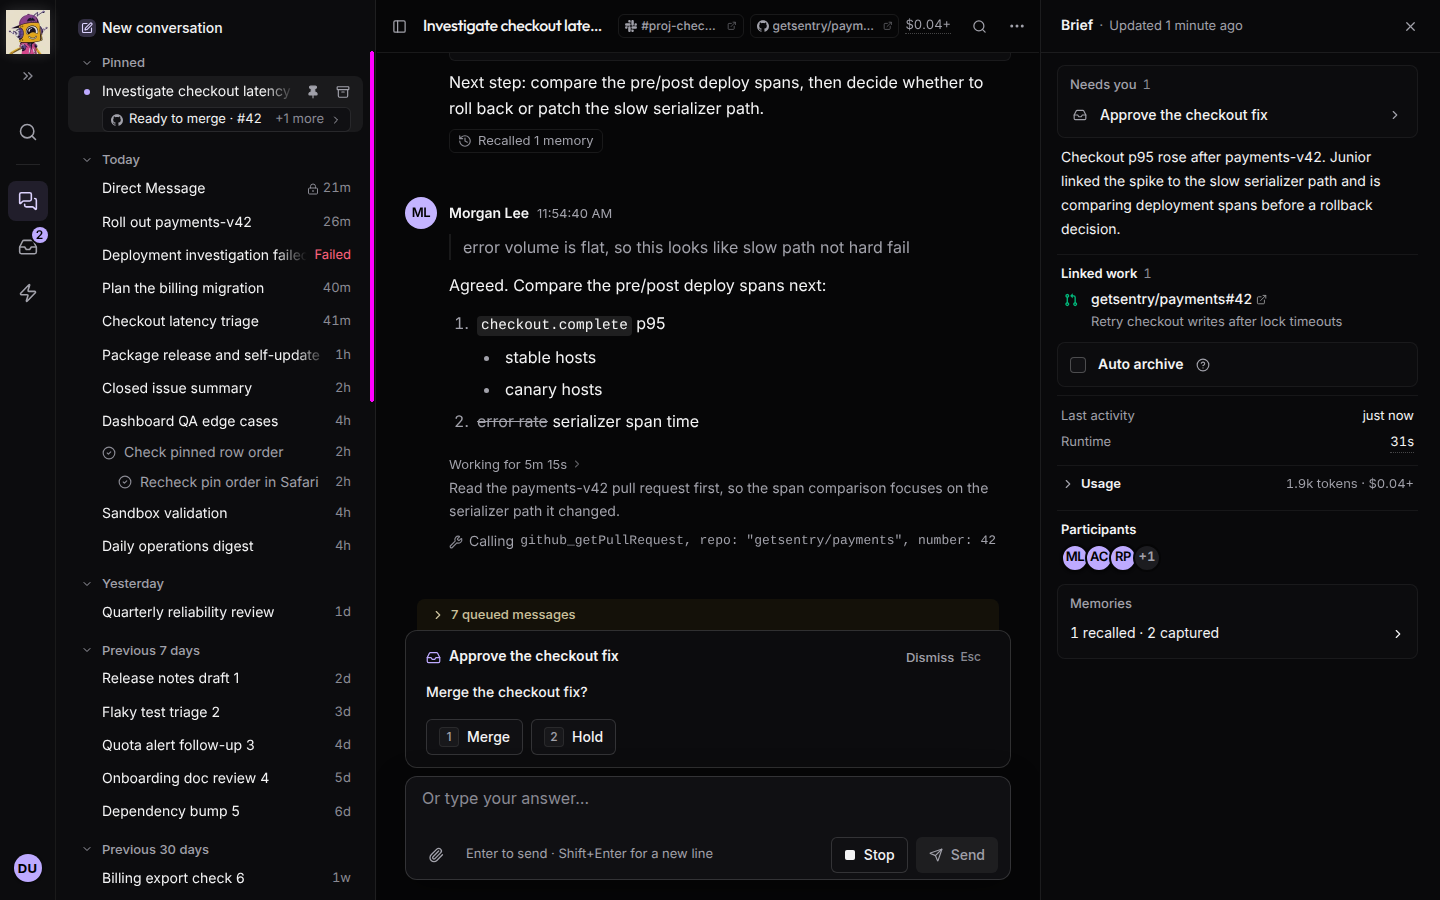 New conversation
Pinned
Investigate checkout latency
Ready to merge · #42 +1 more
Today
Direct Message 21m
Roll out payments-v42 26m
Deployment investigation failed Failed
Plan the billing migration 40m
Checkout latency triage 41m
Package release and self-update 1h
Closed issue summary 2h
Dashboard QA edge cases 4h
Check pinned row order 2h
Recheck pin order in Safari 2h
Sandbox validation 4h
Daily operations digest 4h
Yesterday
Quarterly reliability review 1d
Previous 7 days
Release notes draft 1 2d
Flaky test triage 2 3d
Quota alert follow-up 3 4d
Onboarding doc review 4 5d
Dependency bump 5 6d
Previous 30 days
Billing export check 6 1w
2
DU
Investigate checkout late... #proj-chec... getsentry/paym... $0.04+
Next step: compare the pre/post deploy spans, then decide whether to
roll back or patch the slow serializer path.
Recalled 1 memory
ML Morgan Lee 11:54:40 AM
error volume is flat, so this looks like slow path not hard fail
Agreed. Compare the pre/post deploy spans next:
1. checkout.complete p95
• stable hosts
• canary hosts
2. error rate serializer span time
Working for 5m 15s
Read the payments-v42 pull request first, so the span comparison focuses on the
serializer path it changed.
Calling github_getPullRequest, repo: "getsentry/payments", number: 42
7 queued messages
Approve the checkout fix Dismiss Esc
Merge the checkout fix?
1 Merge 2 Hold
Or type your answer...
Enter to send · Shift+Enter for a new line Stop Send
Brief · Updated 1 minute ago
Needs you 1
Approve the checkout fix
Checkout p95 rose after payments-v42. Junior
linked the spike to the slow serializer path and is
comparing deployment spans before a rollback
decision.
Linked work 1
getsentry/payments#42
Retry checkout writes after lock timeouts
Auto archive
Last activity just now
Runtime 31s
Usage 1.9k tokens · $0.04+
Participants
ML AC RP +1
Memories
1 recalled · 2 captured